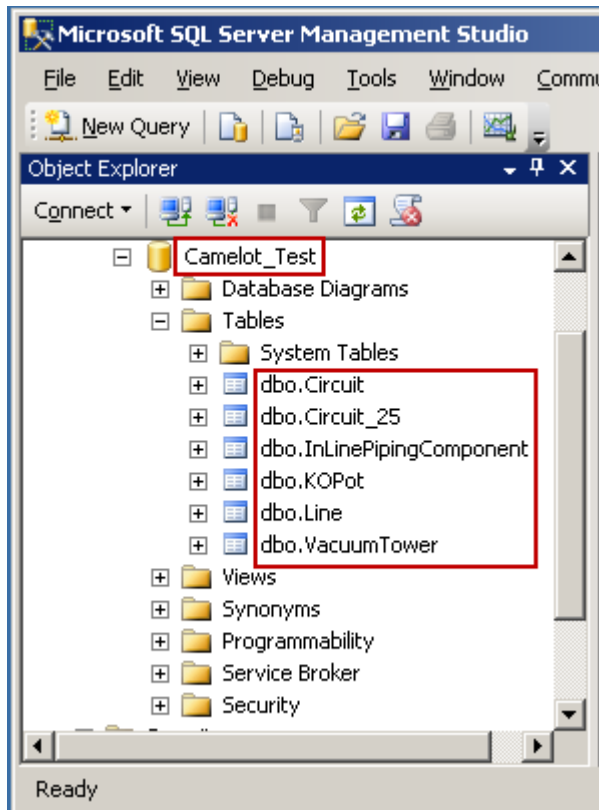 Microsoft SQL Server Management Studio
File Edit View Debug Tools Window
New Query
Object Explorer
Connect
Camelot_Test
Database Diagrams
Tables
System Tables
dbo.Circuit
dbo.Circuit_25
dbo.InLinePipingComponent
dbo.KOPot
dbo.Line
dbo.VacuumTower
Views
Synonyms
Programmability
Service Broker
Security
Ready